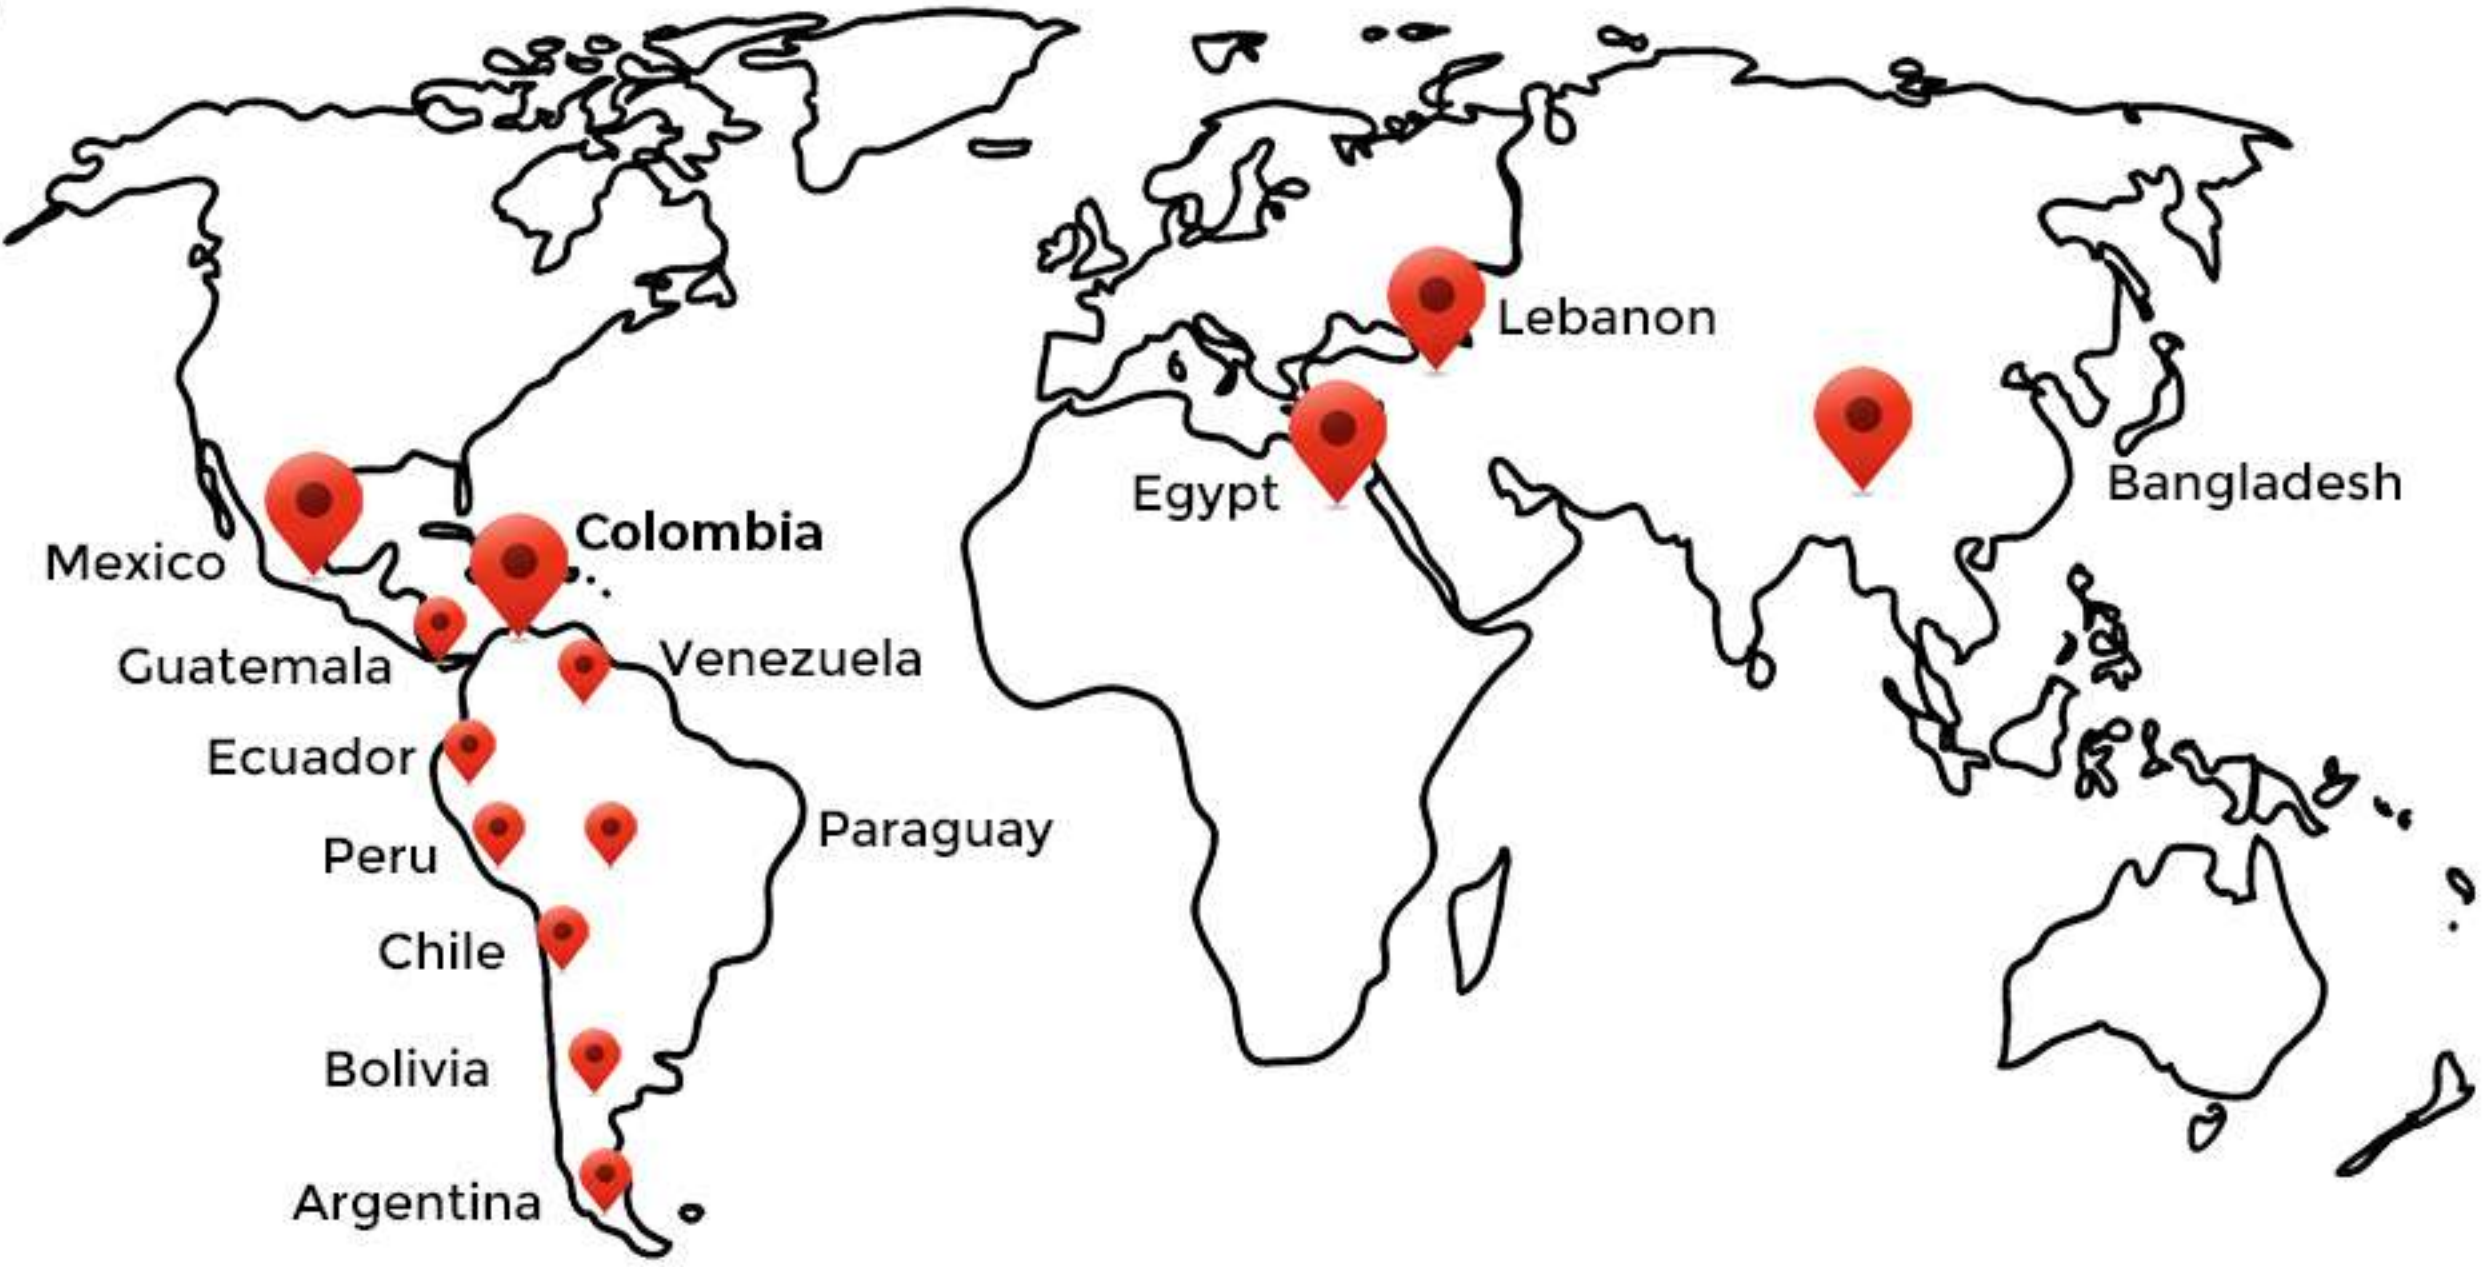 Lebanon
Egypt
Bangladesh
Mexico
Colombia
Guatemala
Venezuela
Ecuador
Paraguay
Peru
Chile
Bolivia
Argentina